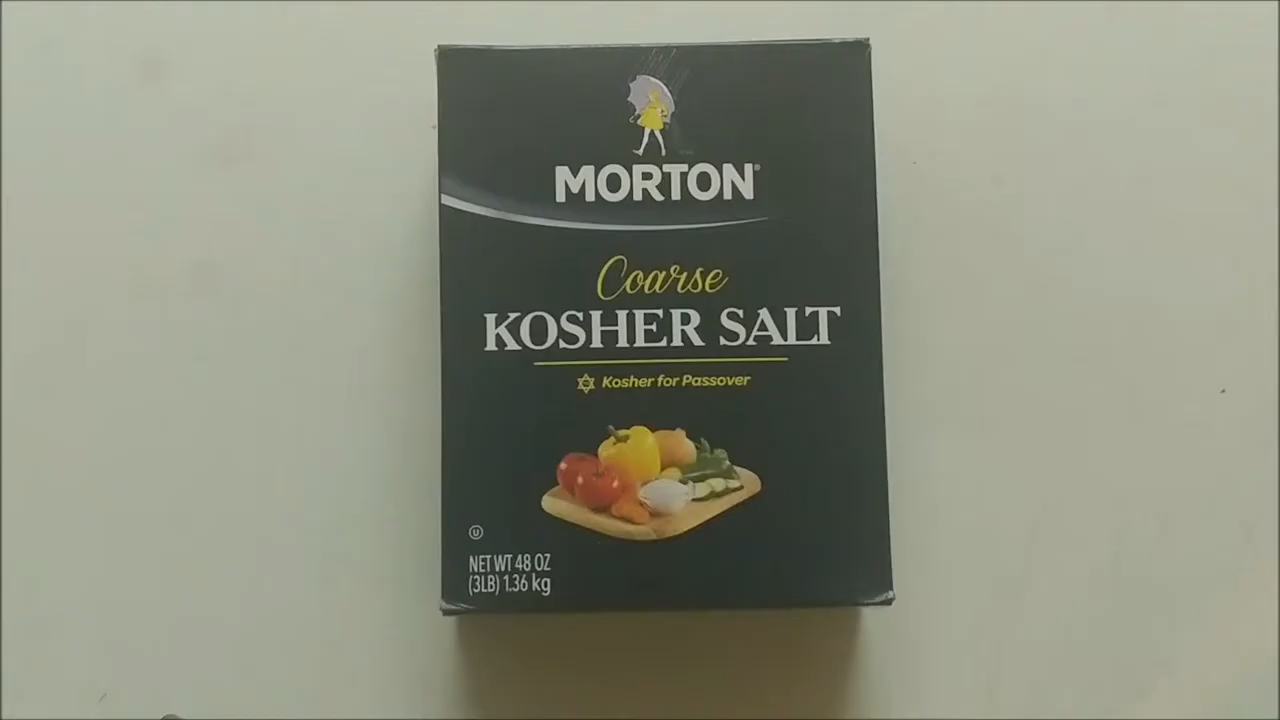 MORTON®
Coarse
KOSHER SALT
Kosher for Passover
U
NET WT 48 OZ
(3LB) 1.36 kg